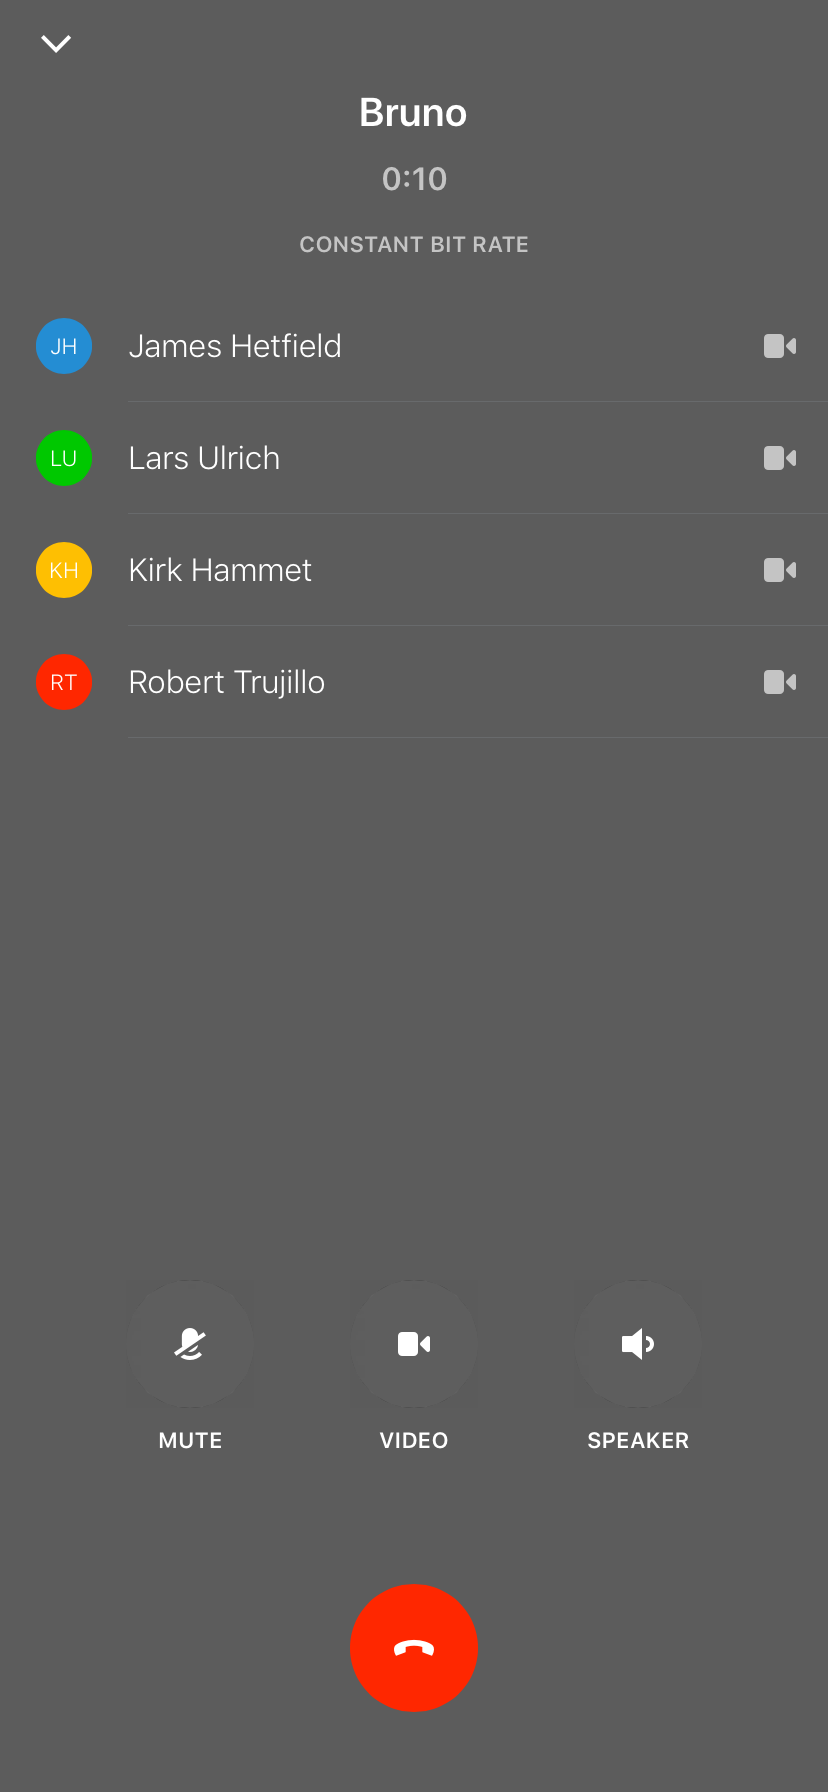 Bruno
0:10
CONSTANT BIT RATE
JH James Hetfield
LU Lars Ulrich
KH Kirk Hammet
RT Robert Trujillo
MUTE VIDEO SPEAKER